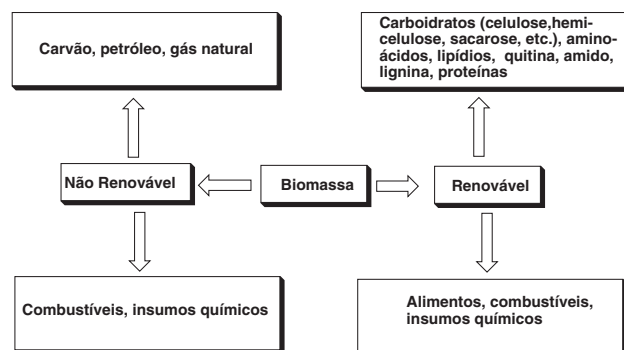 Carvão, petróleo, gás natural
Carboidratos (celulose,hemi-
celulose, sacarose, etc.), amino-
ácidos, lipídios, quitina, amido,
lignina, proteínas
Não Renovável
Biomassa
Renovável
Combustíveis, insumos químicos
Alimentos, combustíveis,
insumos químicos